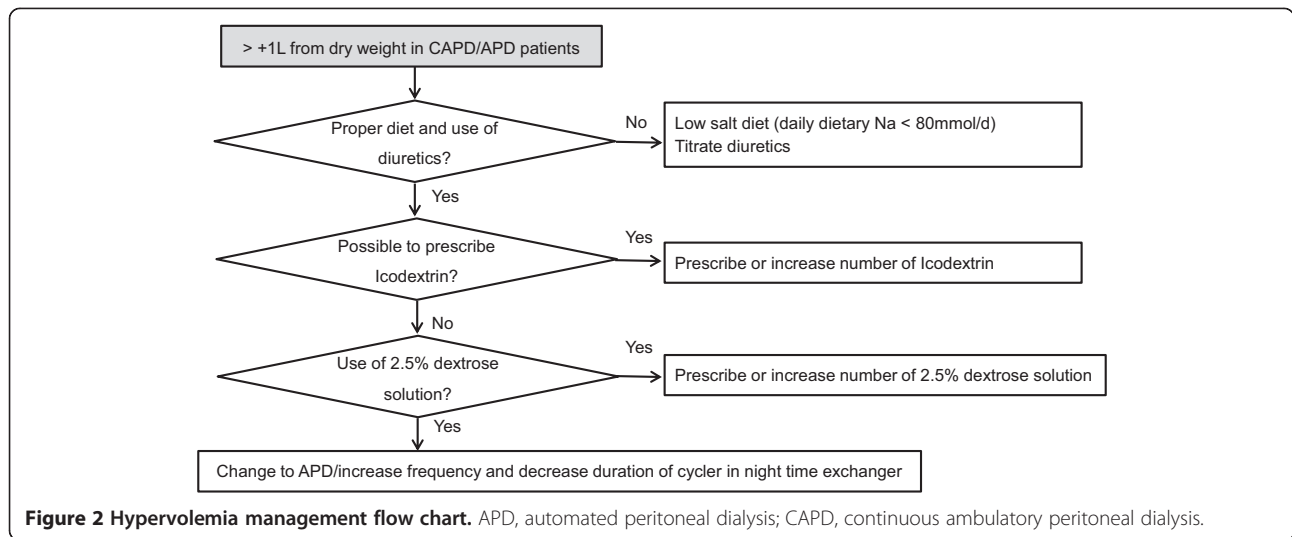 > +1L from dry weight in CAPD/APD patients
Proper diet and use of
diuretics?
No
Low salt diet (daily dietary Na < 80mmol/d)
Titrate diuretics
Yes
Possible to prescribe
Icodextrin?
Yes
Prescribe or increase number of Icodextrin
No
Use of 2.5% dextrose
solution?
Yes
Prescribe or increase number of 2.5% dextrose solution
Yes
Change to APD/increase frequency and decrease duration of cycler in night time exchanger
Figure 2 Hypervolemia management flow chart. APD, automated peritoneal dialysis; CAPD, continuous ambulatory peritoneal dialysis.